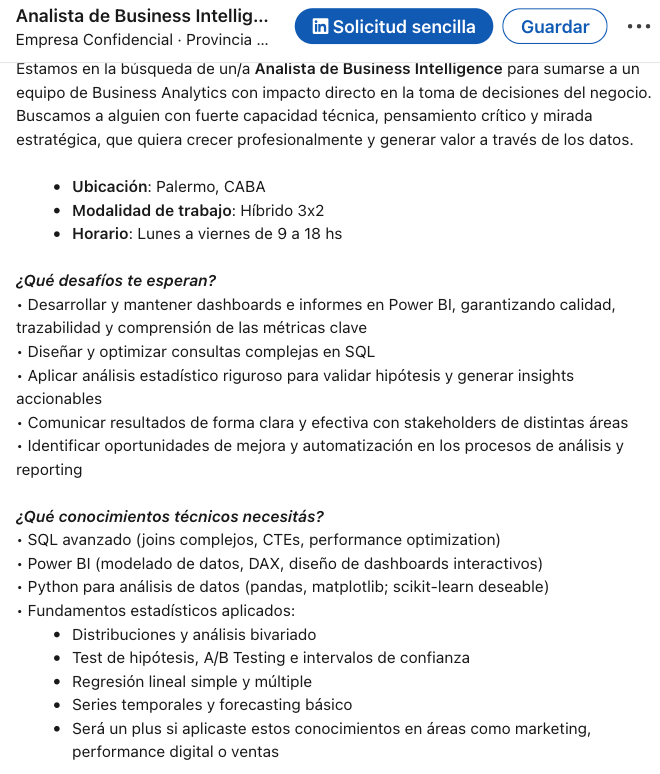 Analista de Business Intellig...
Empresa Confidencial · Provincia ...
in Solicitud sencilla
Guardar
Estamos en la búsqueda de un/a Analista de Business Intelligence para sumarse a un
equipo de Business Analytics con impacto directo en la toma de decisiones del negocio.
Buscamos a alguien con fuerte capacidad técnica, pensamiento crítico y mirada
estratégica, que quiera crecer profesionalmente y generar valor a través de los datos.
• Ubicación: Palermo, CABA
• Modalidad de trabajo: Híbrido 3x2
• Horario: Lunes a viernes de 9 a 18 hs
¿Qué desafíos te esperan?
• Desarrollar y mantener dashboards e informes en Power BI, garantizando calidad,
trazabilidad y comprensión de las métricas clave
• Diseñar y optimizar consultas complejas en SQL
• Aplicar análisis estadístico riguroso para validar hipótesis y generar insights
accionables
• Comunicar resultados de forma clara y efectiva con stakeholders de distintas áreas
• Identificar oportunidades de mejora y automatización en los procesos de análisis y
reporting
¿Qué conocimientos técnicos necesitás?
• SQL avanzado (joins complejos, CTEs, performance optimization)
• Power BI (modelado de datos, DAX, diseño de dashboards interactivos)
• Python para análisis de datos (pandas, matplotlib; scikit-learn deseable)
• Fundamentos estadísticos aplicados:
• Distribuciones y análisis bivariado
• Test de hipótesis, A/B Testing e intervalos de confianza
• Regresión lineal simple y múltiple
• Series temporales y forecasting básico
• Será un plus si aplicaste estos conocimientos en áreas como marketing,
performance digital o ventas